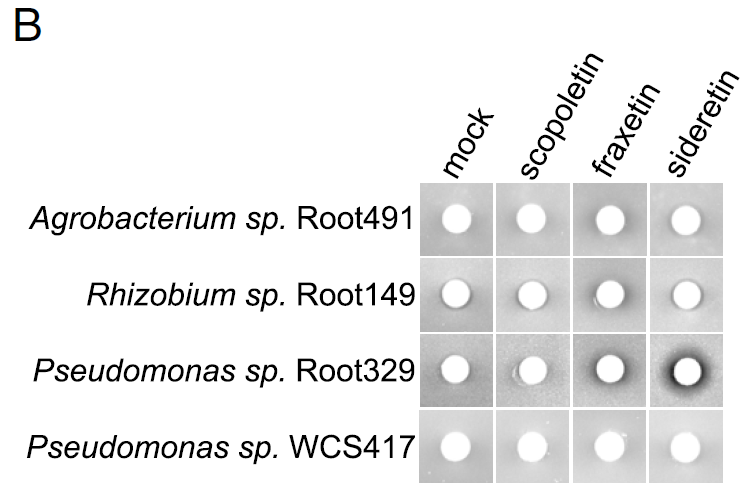 B
mock
scopoletin
fraxetin
sideretin
Agrobacterium sp. Root491
Rhizobium sp. Root149
Pseudomonas sp. Root329
Pseudomonas sp. WCS417